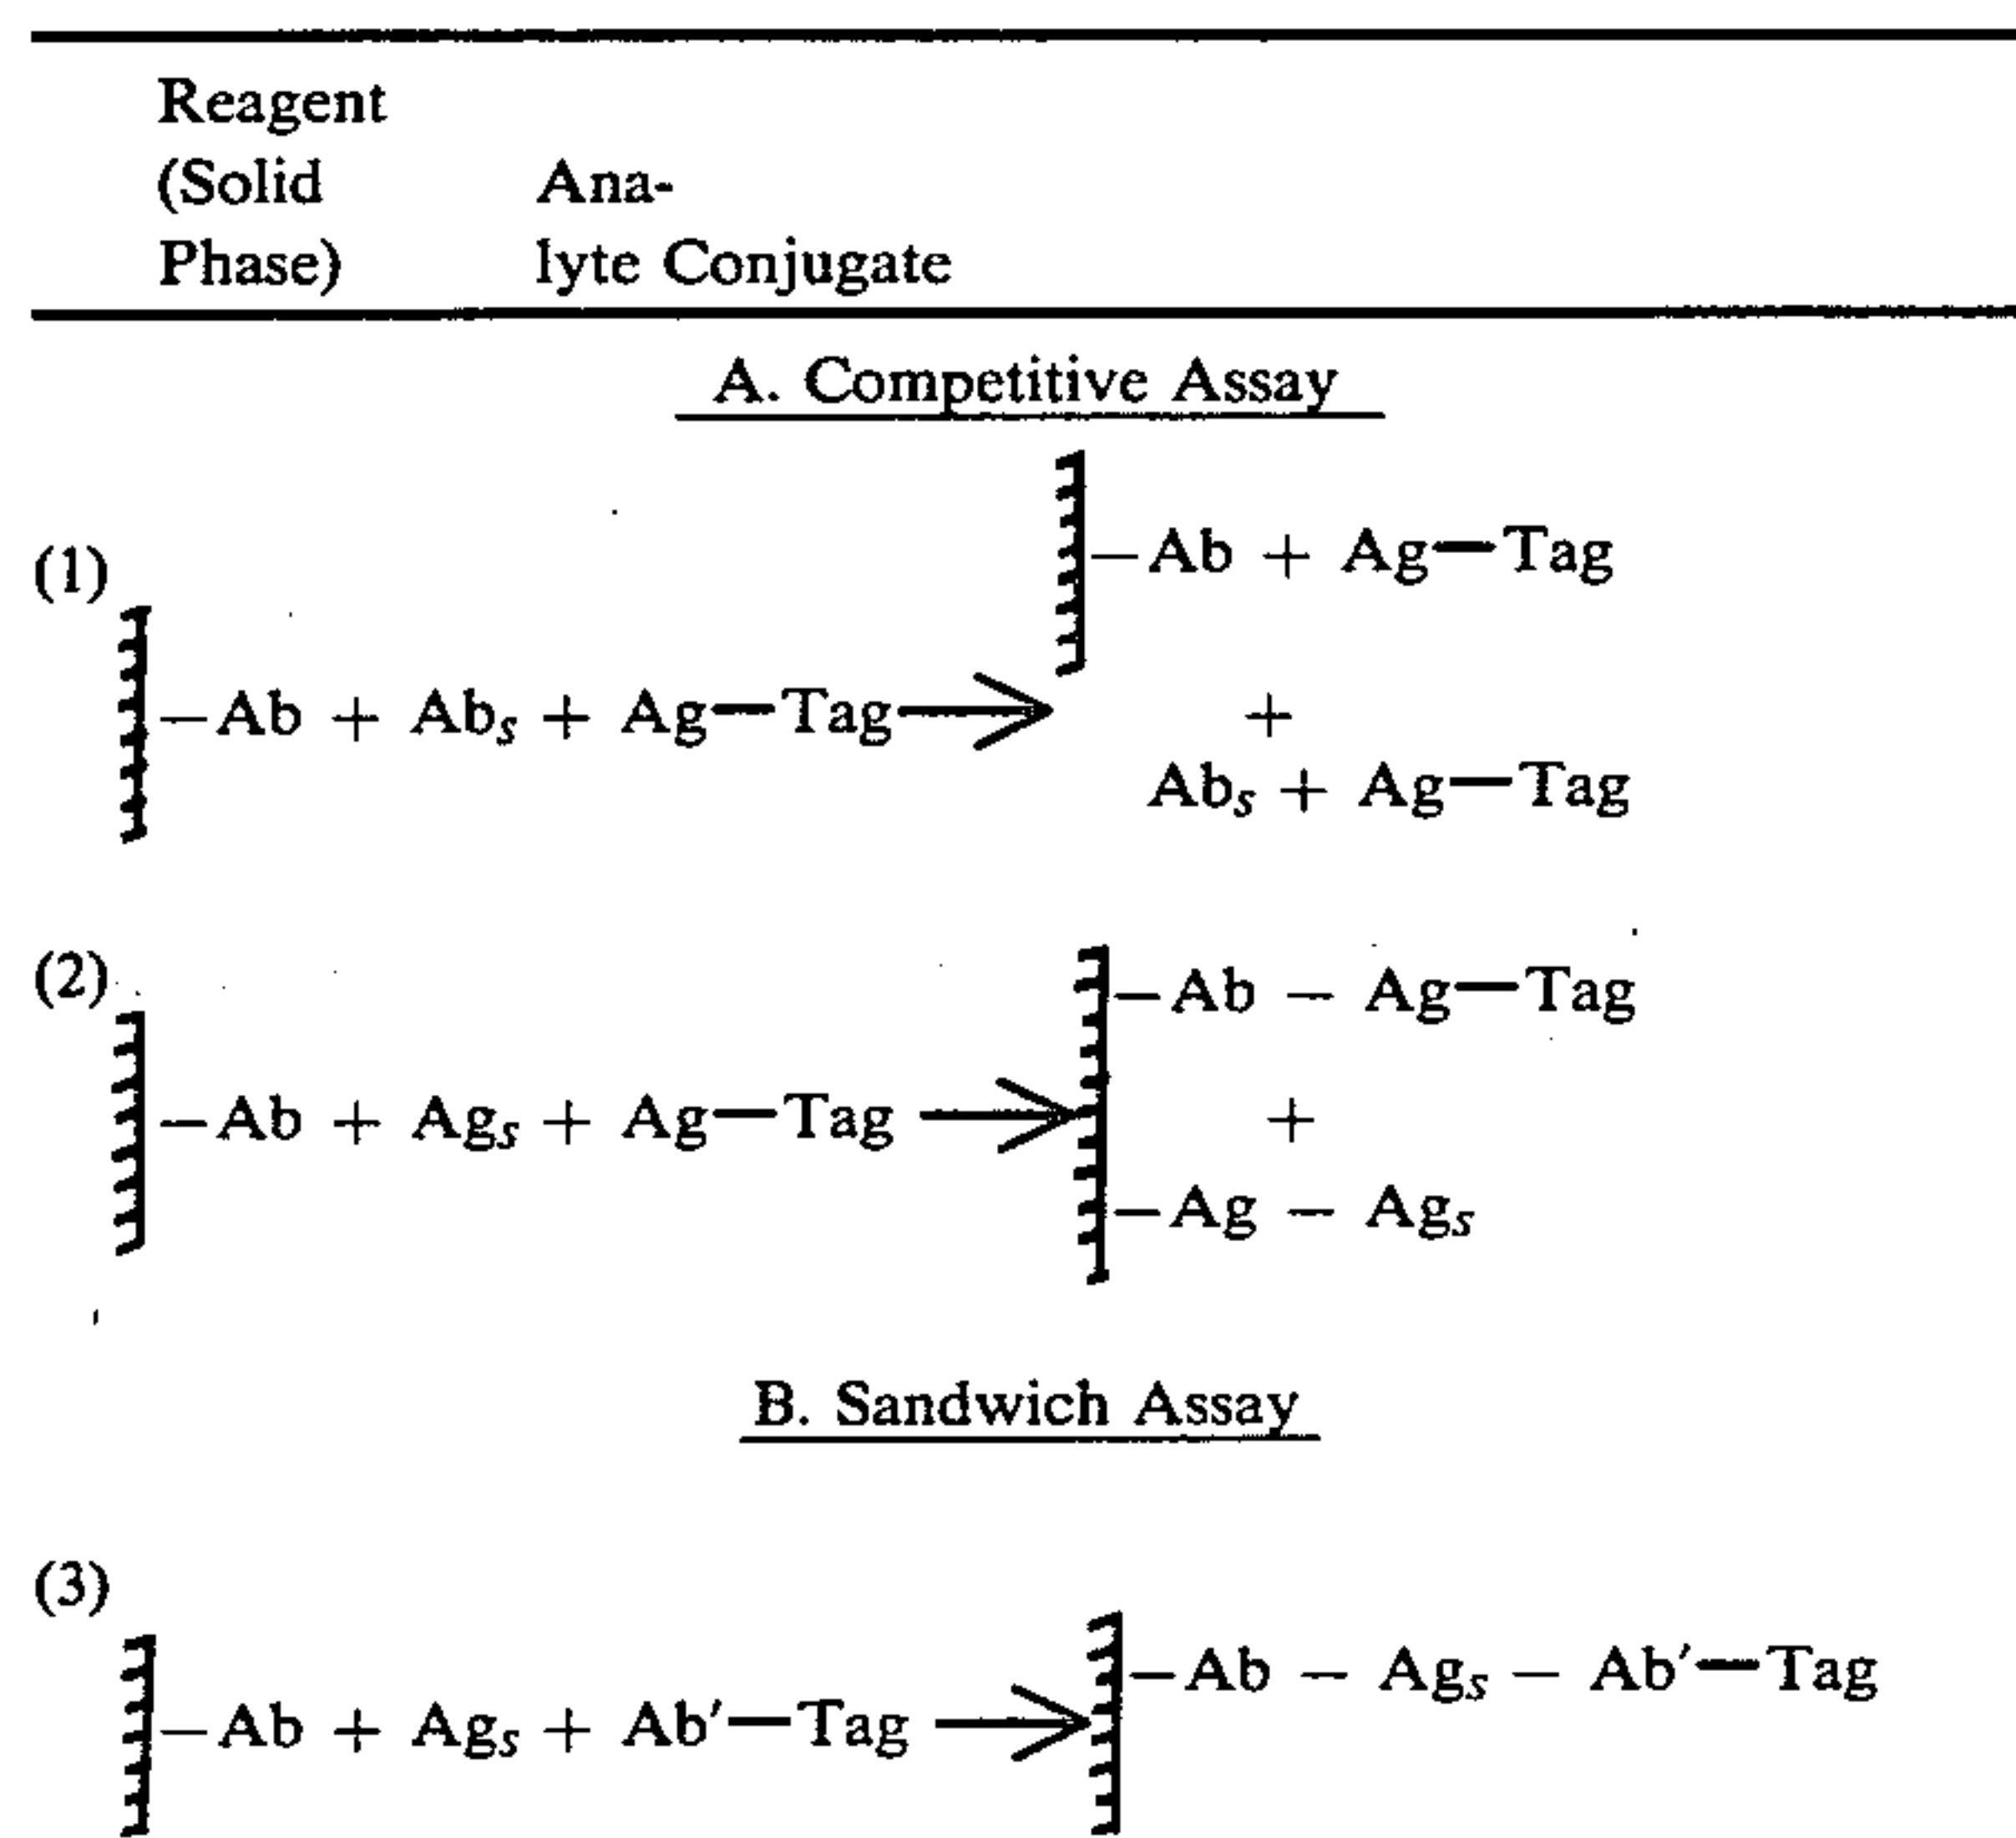 Reagent
(Solid
Phase)
Ana-
lyte Conjugate
A. Competitive Assay
—Ab + Ag—Tag
(1)
—Ab + Abs + Ag—Tag
+
Abs + Ag—Tag
(2)
—Ab — Ag—Tag
—Ab + Ags + Ag—Tag
+
—Ag — Ags
B. Sandwich Assay
(3)
—Ab — Ags — Ab'—Tag
—Ab + Ags + Ab'—Tag